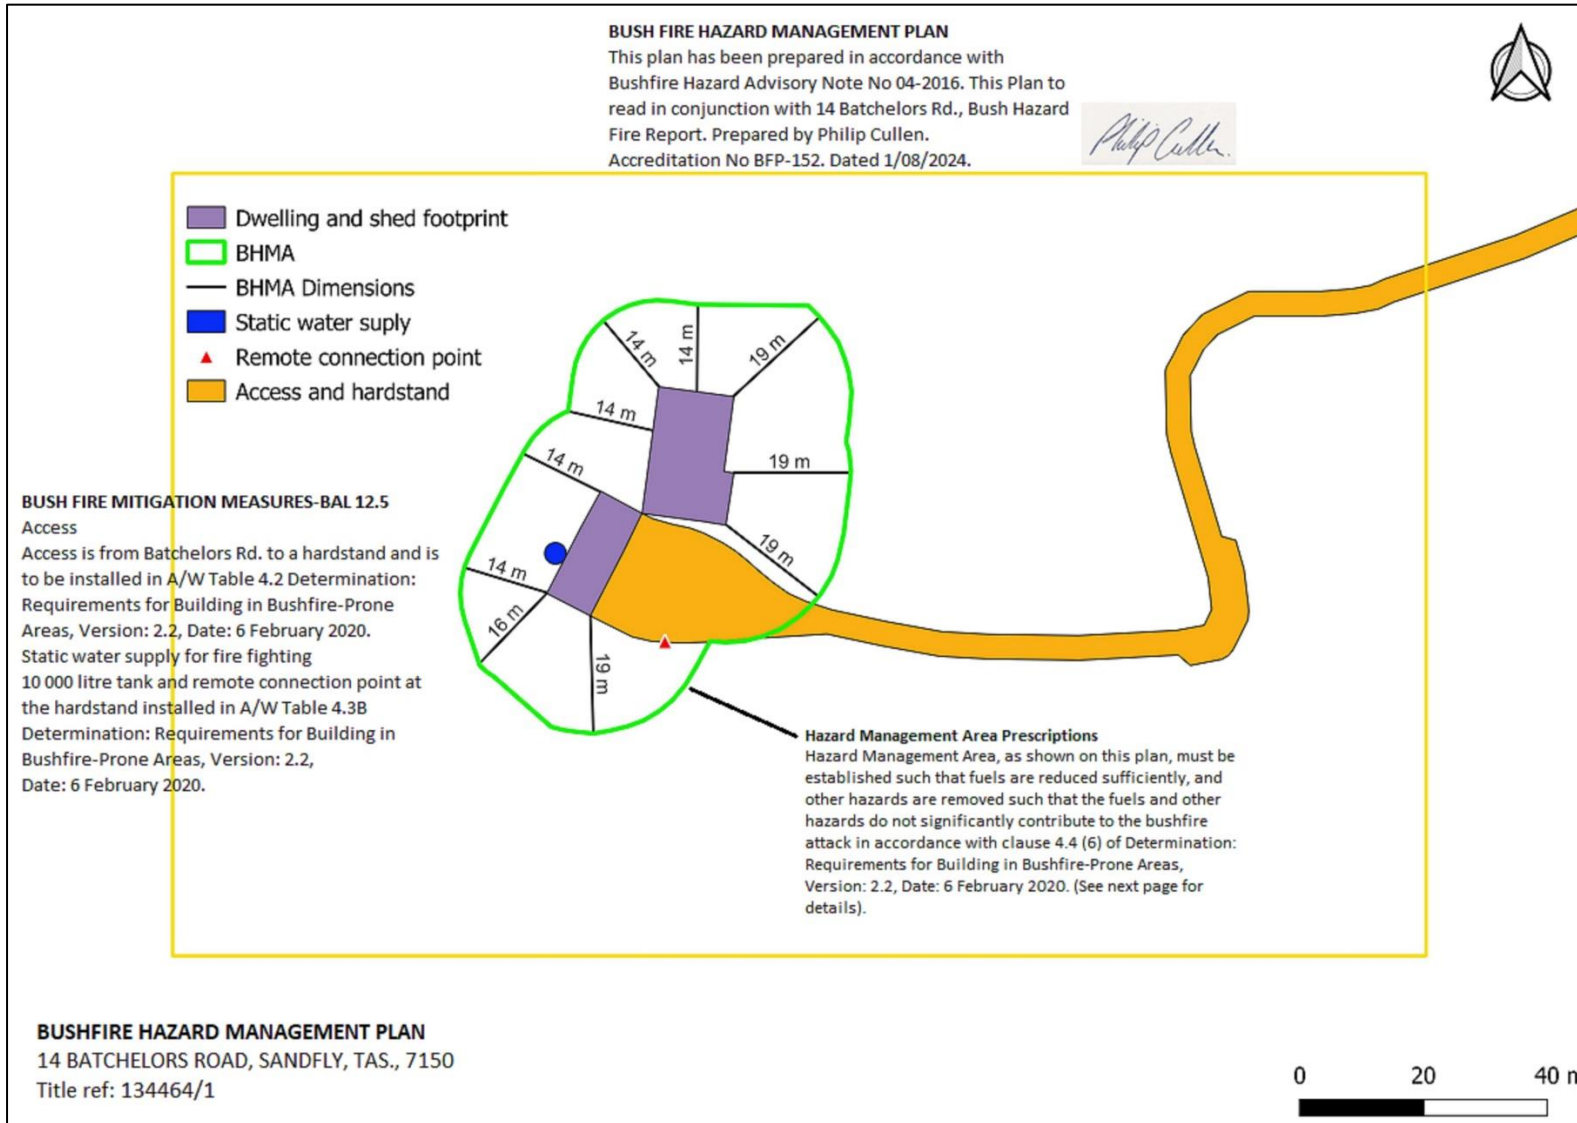 BUSH FIRE HAZARD MANAGEMENT PLAN
This plan has been prepared in accordance with
Bushfire Hazard Advisory Note No 04-2016. This Plan to
read in conjunction with 14 Batchelors Rd., Bush Hazard
Fire Report. Prepared by Philip Cullen.
Accreditation No BFP-152. Dated 1/08/2024.
Philip Cullen.
Dwelling and shed footprint
BHMA
BHMA Dimensions
Static water suply
Remote connection point
Access and hardstand
14 m
14 m
19 m
14 m
14 m
19 m
19 m
14 m
16 m
19 m
BUSH FIRE MITIGATION MEASURES-BAL 12.5
Access
Access is from Batchelors Rd. to a hardstand and is
to be installed in A/W Table 4.2 Determination:
Requirements for Building in Bushfire-Prone
Areas, Version: 2.2, Date: 6 February 2020.
Static water supply for fire fighting
10 000 litre tank and remote connection point at
the hardstand installed in A/W Table 4.3B
Determination: Requirements for Building in
Bushfire-Prone Areas, Version: 2.2,
Date: 6 February 2020.
Hazard Management Area Prescriptions
Hazard Management Area, as shown on this plan, must be
established such that fuels are reduced sufficiently, and
other hazards are removed such that the fuels and other
hazards do not significantly contribute to the bushfire
attack in accordance with clause 4.4 (6) of Determination:
Requirements for Building in Bushfire-Prone Areas,
Version: 2.2, Date: 6 February 2020. (See next page for
details).
BUSHFIRE HAZARD MANAGEMENT PLAN
14 BATCHELORS ROAD, SANDFLY, TAS., 7150
Title ref: 134464/1
0 20 40 m